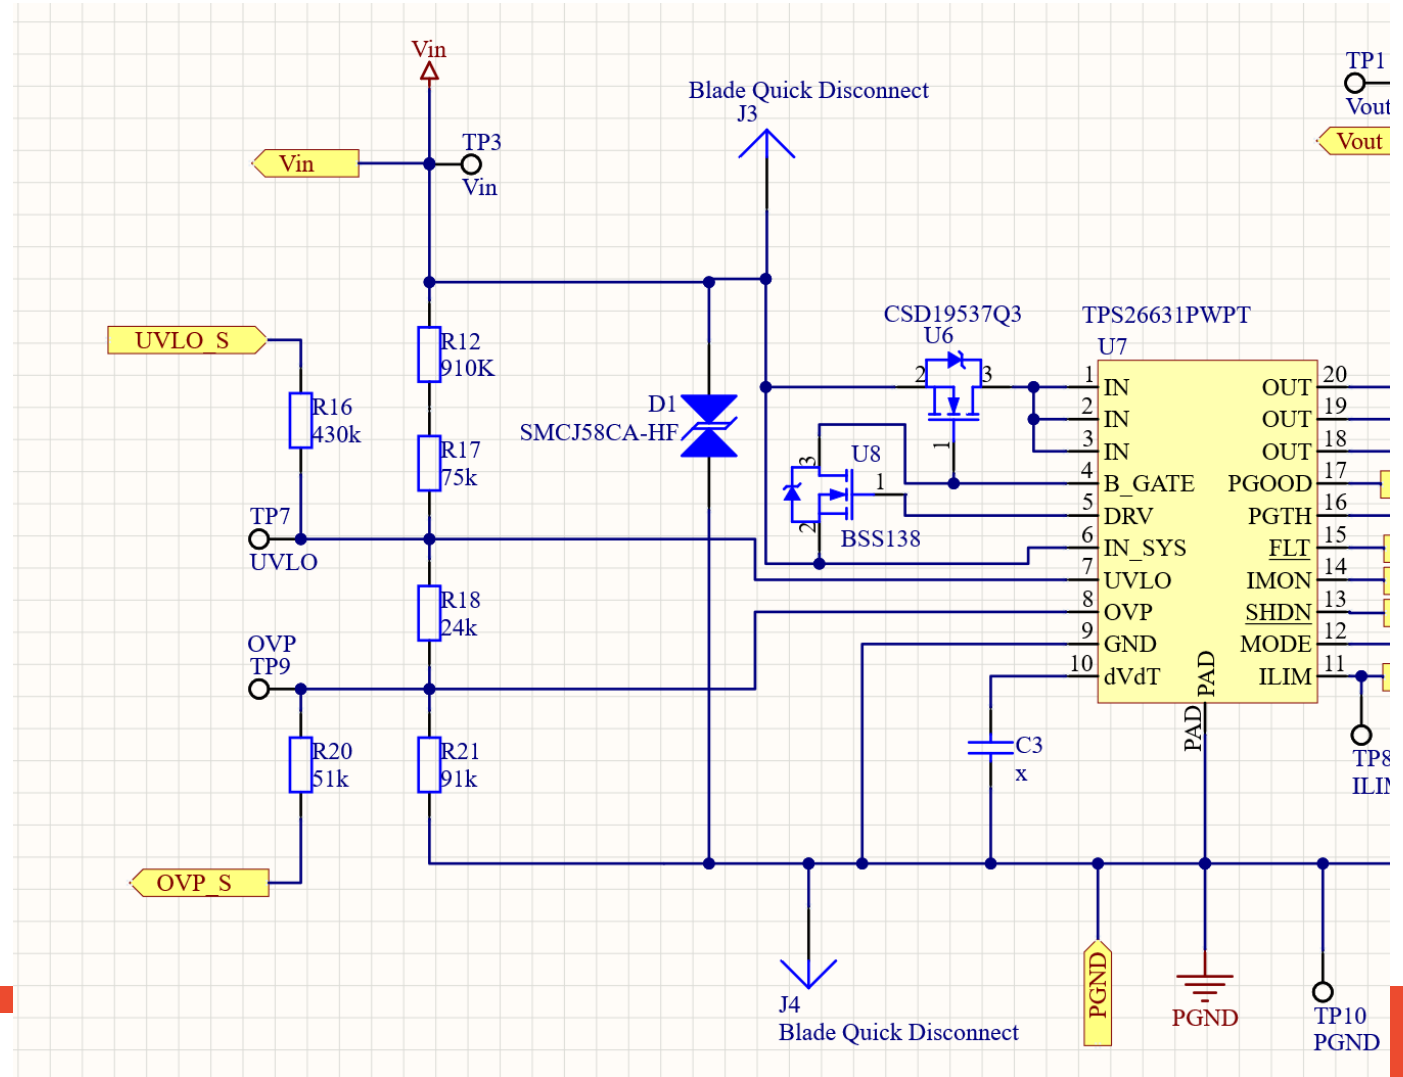 Vin
TP1
Blade Quick Disconnect
J3
Vout
Vout
TP3
Vin
Vin
CSD19537Q3
U6
TPS26631PWPT
U7
UVLO_S
R12
910K
R16
430k
D1
SMCJ58CA-HF
2
3
1
R17
75k
3
U8
1
2
BSS138
1 IN OUT 20
2 IN OUT 19
3 IN OUT 18
4 B_GATE PGOOD 17
5 DRV PGTH 16
6 IN_SYS FLT 15
7 UVLO IMON 14
8 OVP SHDN 13
9 GND MODE 12
10 dVdT ILIM 11
PAD
PAD
TP7
UVLO
R18
24k
OVP
TP9
R20
51k
R21
91k
C3
x
TP8
OVP_S
J4
Blade Quick Disconnect
PGND
PGND
TP10
PGND